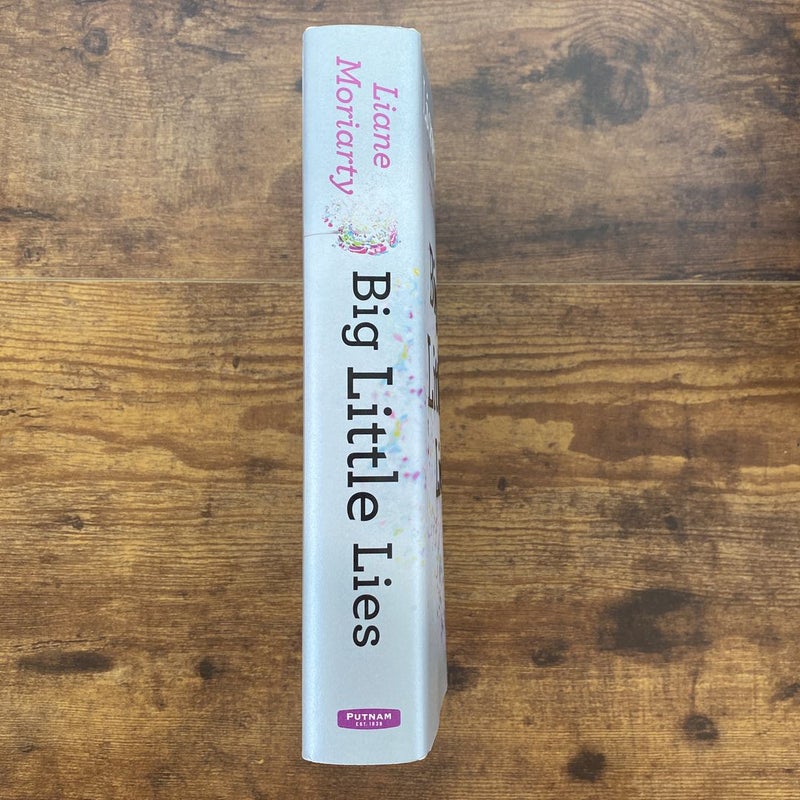 Liane
Moriarty
Big Little Lies
PUTNAM
EST. 1838